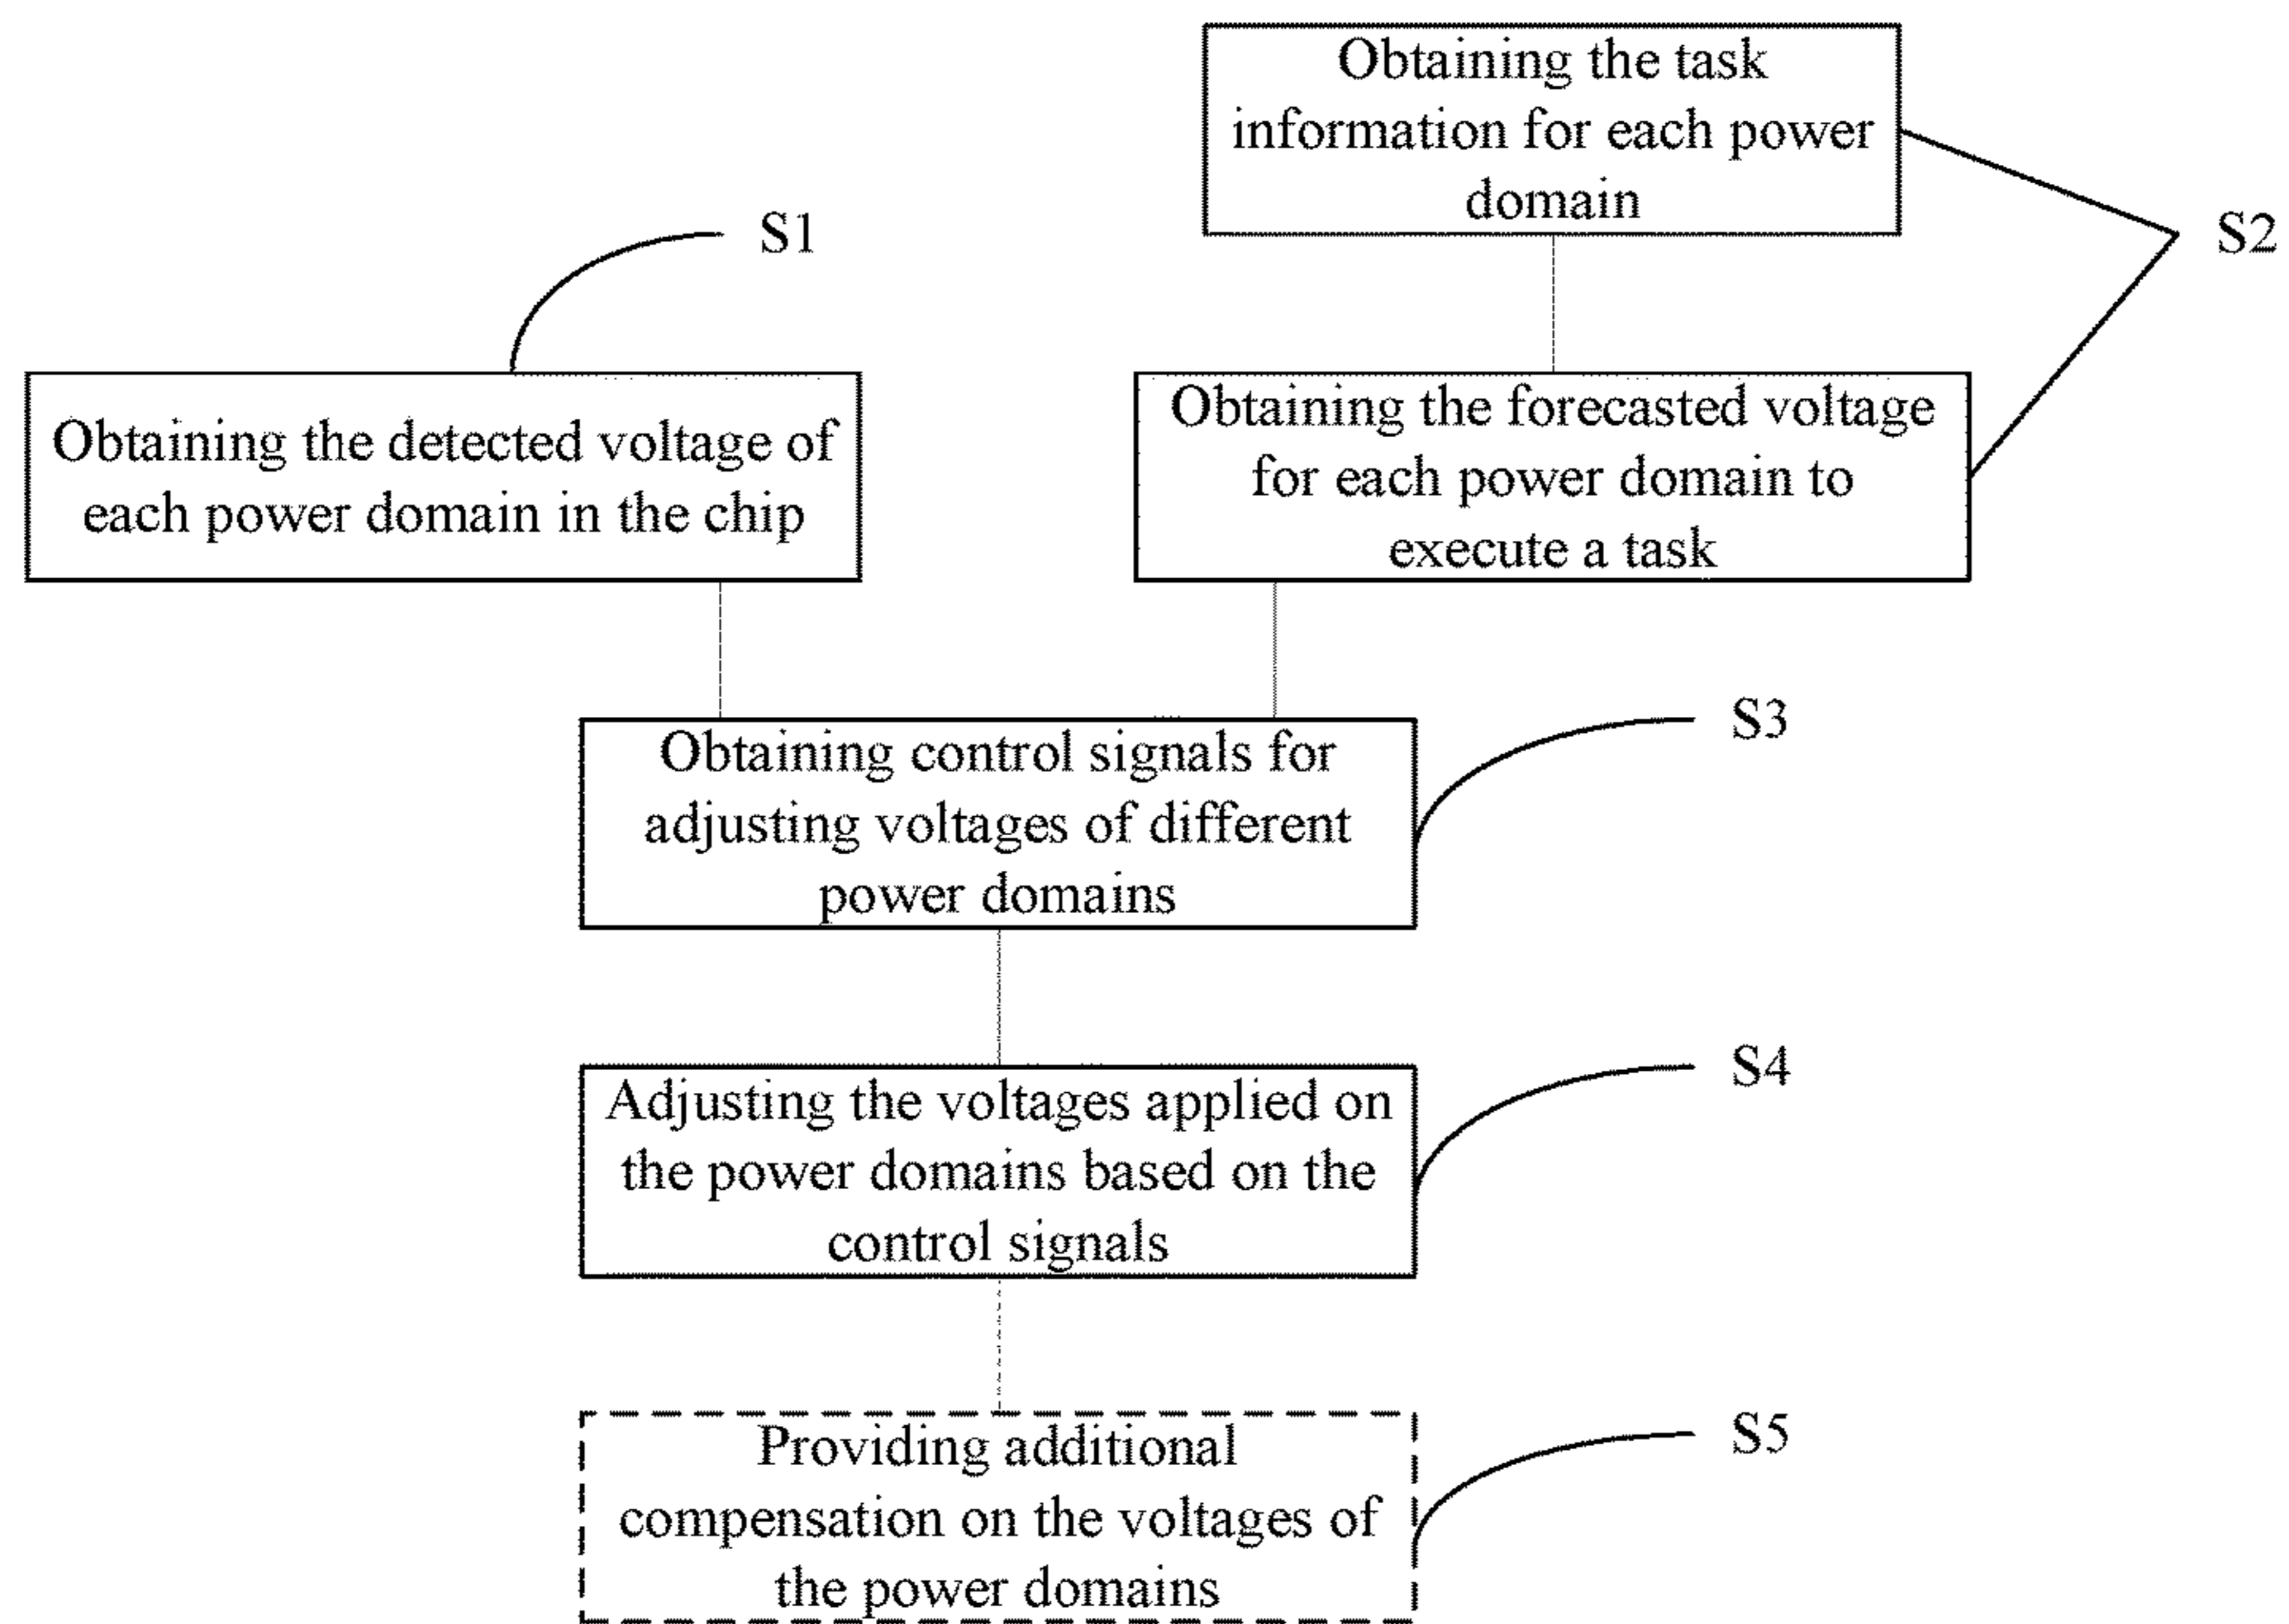 Obtaining the task
information for each power
domain
S1
S2
Obtaining the detected voltage of
each power domain in the chip
Obtaining the forecasted voltage
for each power domain to
execute a task
S3
Obtaining control signals for
adjusting voltages of different
power domains
S4
Adjusting the voltages applied on
the power domains based on the
control signals
S5
Providing additional
compensation on the voltages of
the power domains